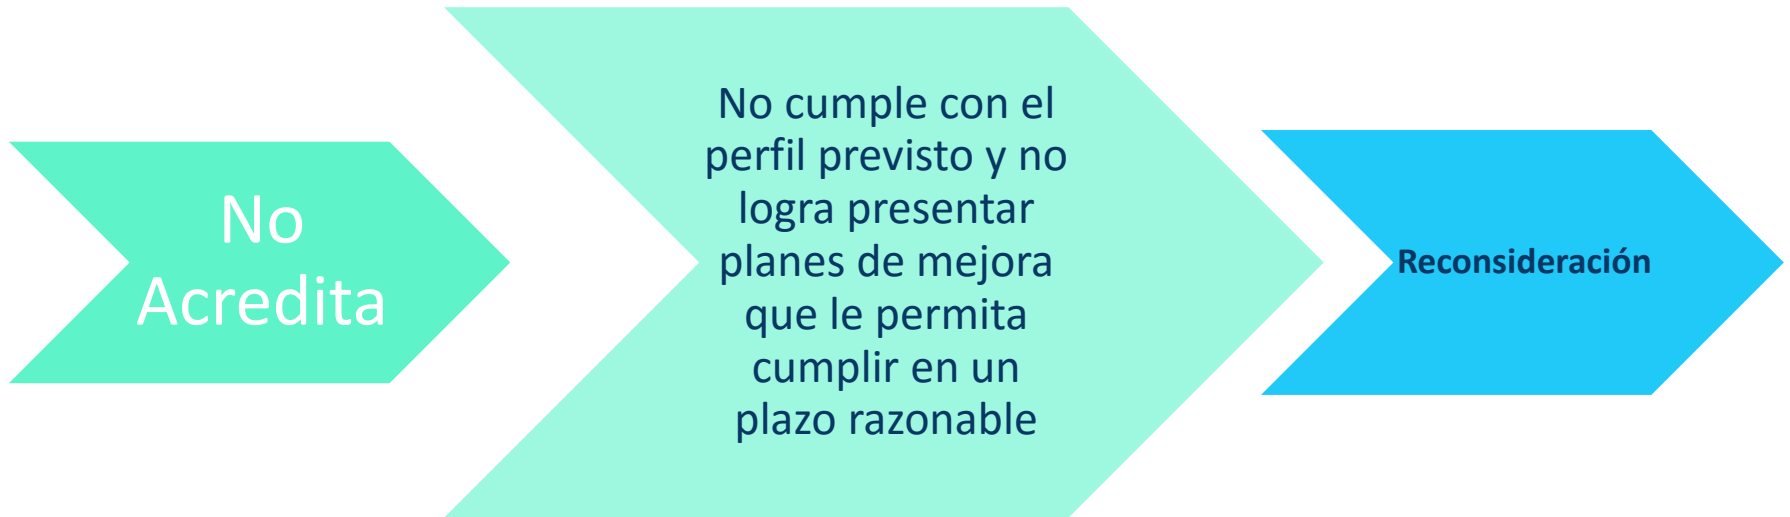 No
Acredita
No cumple con el
perfil previsto y no
logra presentar
planes de mejora
que le permita
cumplir en un
plazo razonable
Reconsideración